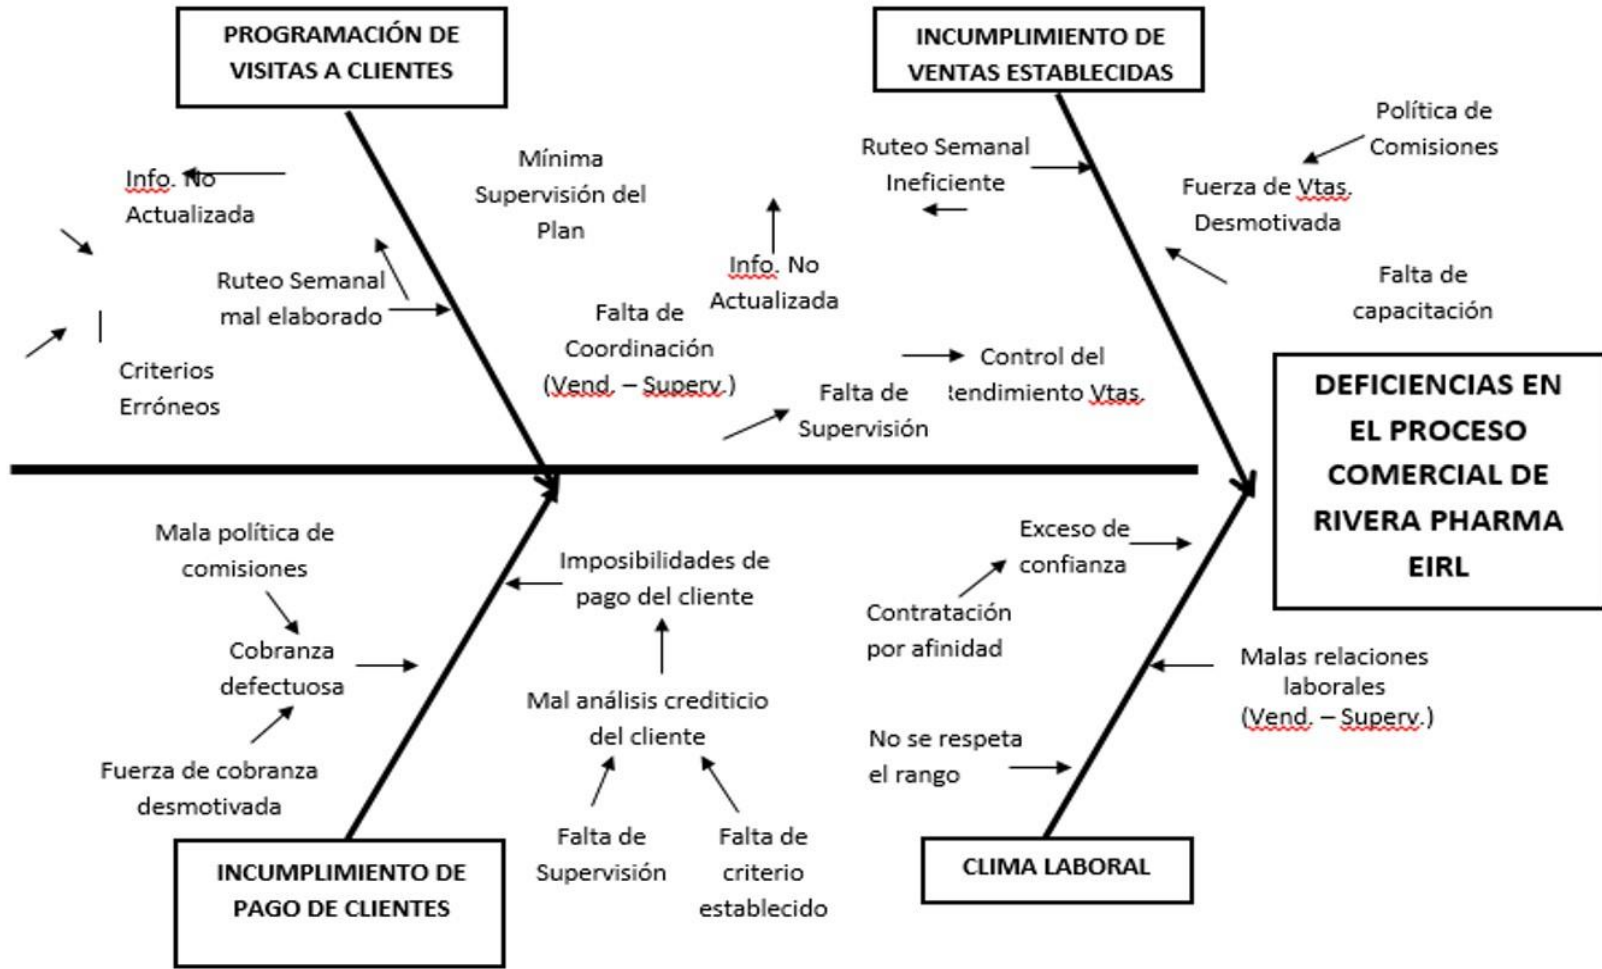 PROGRAMACIÓN DE
VISITAS A CLIENTES
INCUMPLIMIENTO DE
VENTAS ESTABLECIDAS
Info. No
Actualizada
Ruteo Semanal
mal elaborado
Criterios
Erróneos
Mínima
Supervisión del
Plan
Falta de
Coordinación
(Vend. – Superv.)
Ruteo Semanal
Ineficiente
Info. No
Actualizada
Falta de
Supervisión
Control del
Vtas.
Política de
Comisiones
Fuerza de Vtas.
Desmotivada
Falta de
capacitación
DEFICIENCIAS EN
EL PROCESO
COMERCIAL DE
RIVERA PHARMA
EIRL
Mala política de
comisiones
Cobranza
defectuosa
Fuerza de cobranza
desmotivada
Imposibilidades de
pago del cliente
Mal análisis crediticio
del cliente
Falta de
Supervisión
Falta de
criterio
establecido
Exceso de
confianza
Contratación
por afinidad
No se respeta
el rango
Malas relaciones
laborales
(Vend. – Superv.)
INCUMPLIMIENTO DE
PAGO DE CLIENTES
CLIMA LABORAL